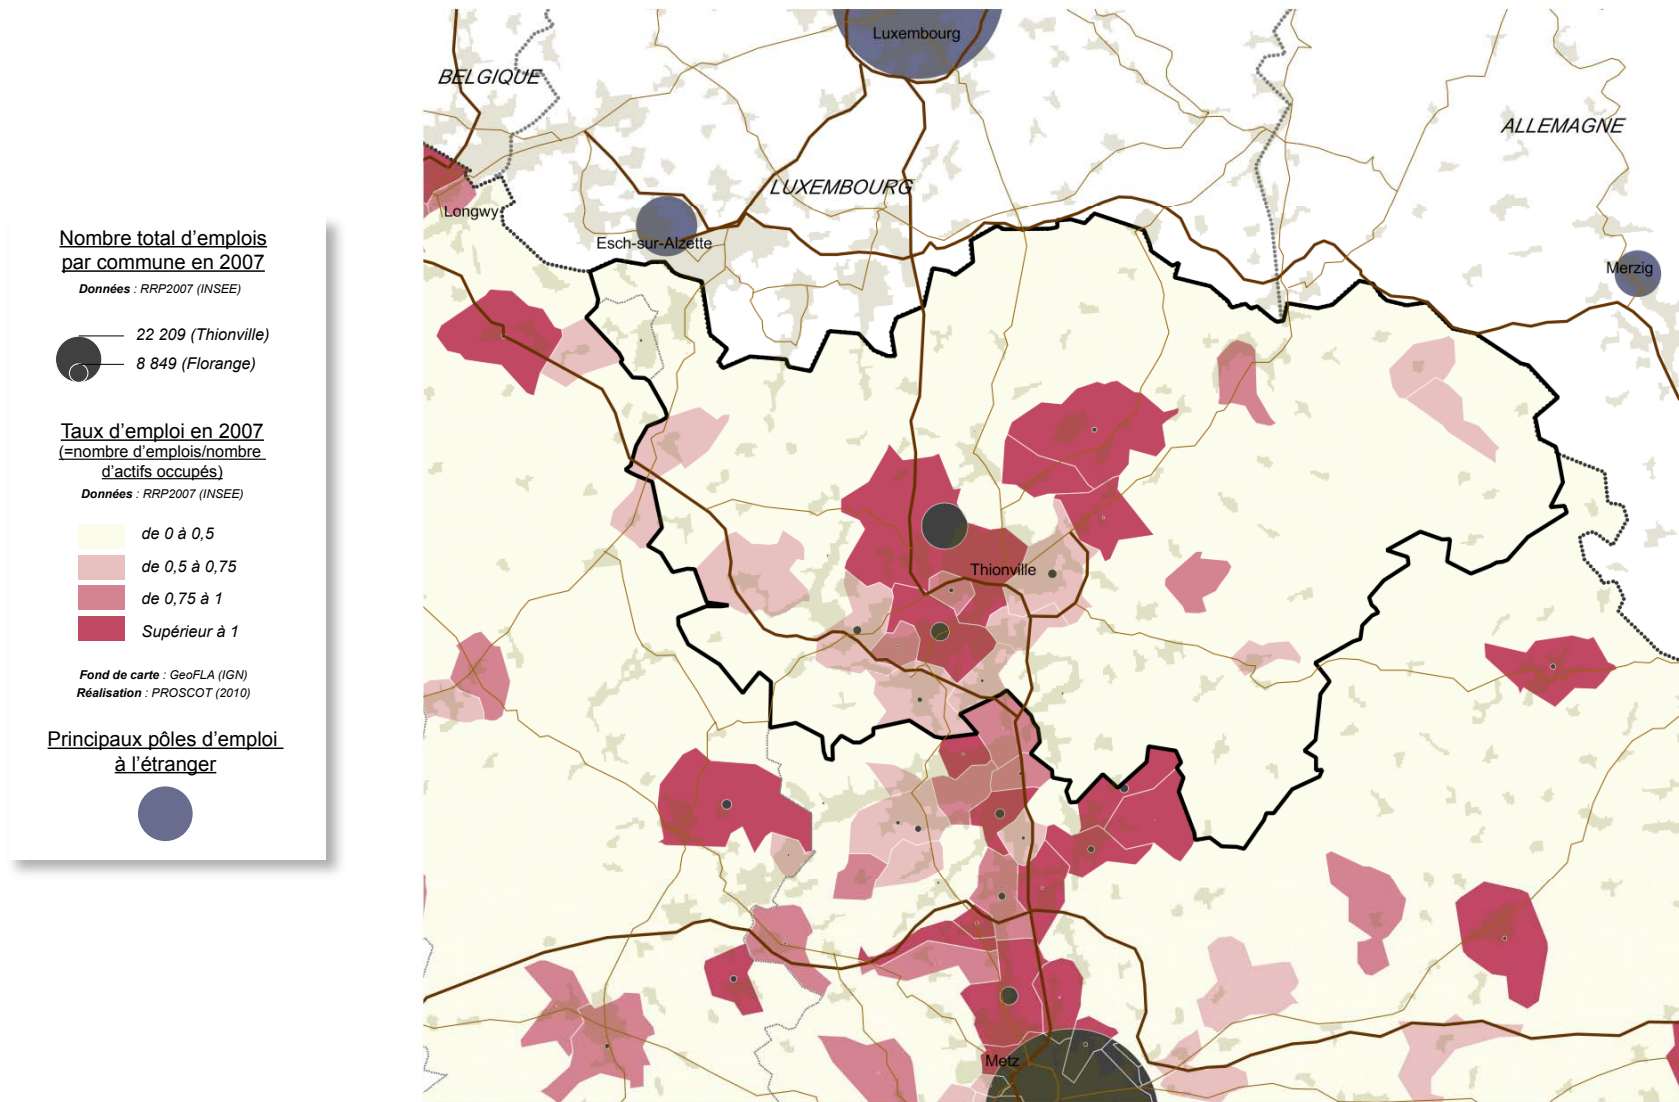 Nombre total d'emplois
par commune en 2007
Données : RRP2007 (INSEE)
22 209 (Thionville)
8 849 (Florange)
Taux d'emploi en 2007
(=nombre d'emplois/nombre
d'actifs occupés)
Données : RRP2007 (INSEE)
de 0 à 0,5
de 0,5 à 0,75
de 0,75 à 1
Supérieur à 1
Fond de carte : GeoFLA (IGN)
Réalisation : PROSCOT (2010)
Principaux pôles d'emploi
à l'étranger
Luxembourg
BELGIQUE
ALLEMAGNE
LUXEMBOURG
Longwy
Esch-sur-Alzette
Merzig
Thionville
Metz